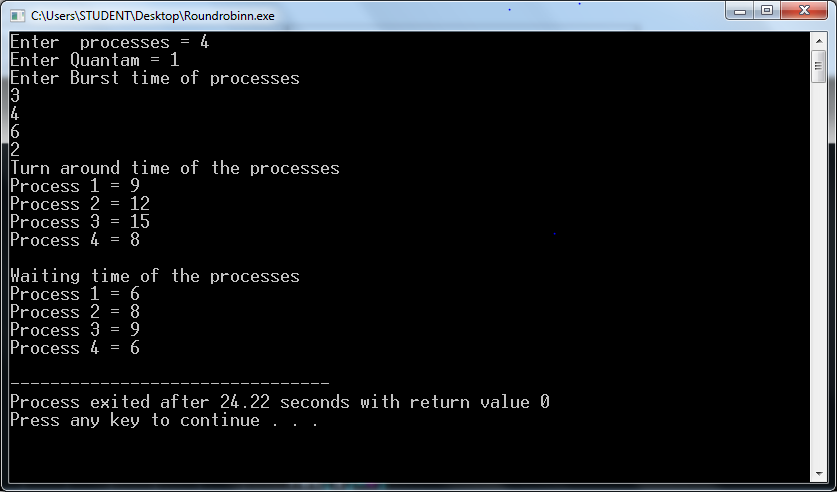 C:\Users\STUDENT\Desktop\Roundrobinn.exe
Enter  processes = 4
Enter Quantam = 1
Enter Burst time of processes
3
4
6
2
Turn around time of the processes
Process 1 = 9
Process 2 = 12
Process 3 = 15
Process 4 = 8
Waiting time of the processes
Process 1 = 6
Process 2 = 8
Process 3 = 9
Process 4 = 6
--------------------------------
Process exited after 24.22 seconds with return value 0
Press any key to continue . . .